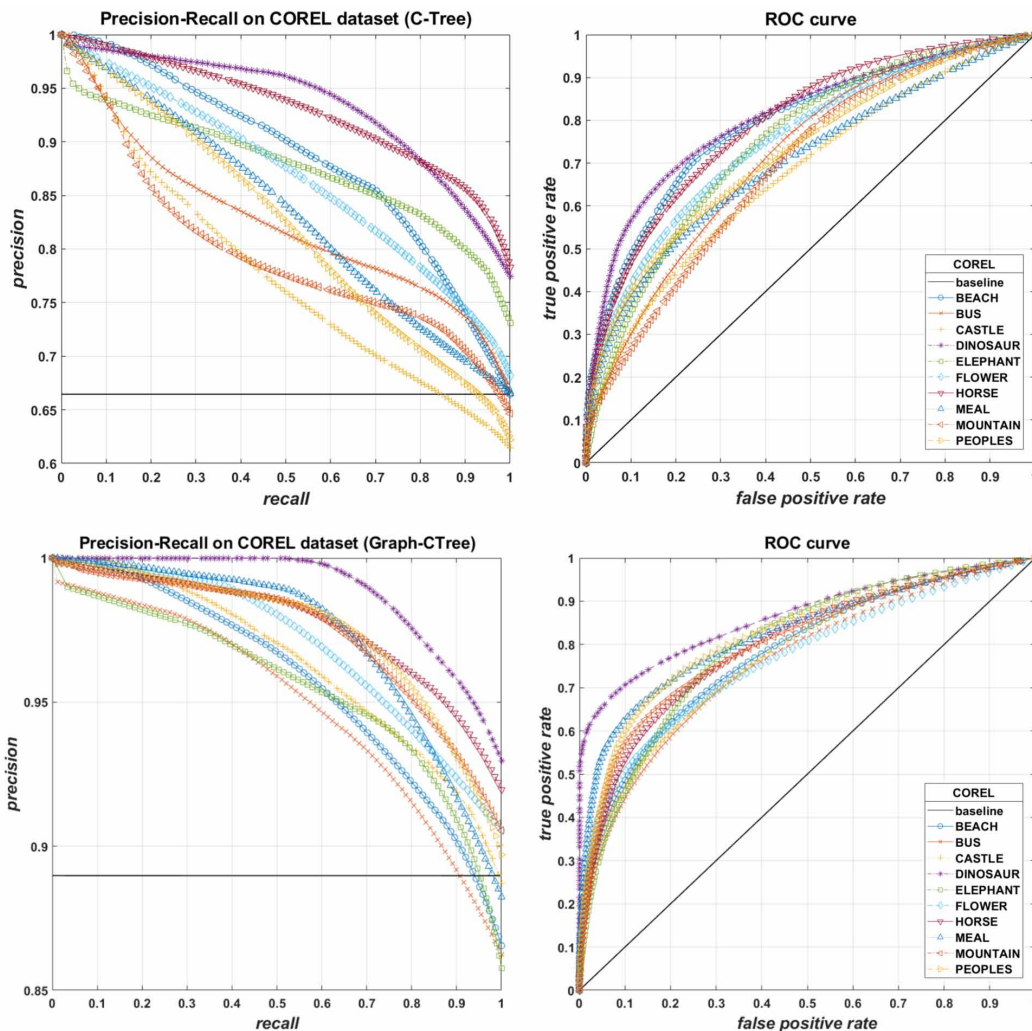 Precision-Recall on COREL dataset (C-Tree)
1
0.95
0.9
0.85
0.8
0.75
0.7
0.65
0.6
precision
0 0.1 0.2 0.3 0.4 0.5 0.6 0.7 0.8 0.9 1
recall
ROC curve
1
0.9
0.8
0.7
0.6
0.5
0.4
0.3
0.2
0.1
0
true positive rate
0 0.1 0.2 0.3 0.4 0.5 0.6 0.7 0.8 0.9
false positive rate
COREL
baseline
BEACH
BUS
CASTLE
DINOSAUR
ELEPHANT
FLOWER
HORSE
MEAL
MOUNTAIN
PEOPLES
Precision-Recall on COREL dataset (Graph-CTree)
1
0.95
0.9
0.85
precision
0 0.1 0.2 0.3 0.4 0.5 0.6 0.7 0.8 0.9 1
recall
ROC curve
1
0.9
0.8
0.7
0.6
0.5
0.4
0.3
0.2
0.1
0
true positive rate
0 0.1 0.2 0.3 0.4 0.5 0.6 0.7 0.8 0.9
false positive rate
COREL
baseline
BEACH
BUS
CASTLE
DINOSAUR
ELEPHANT
FLOWER
HORSE
MEAL
MOUNTAIN
PEOPLES